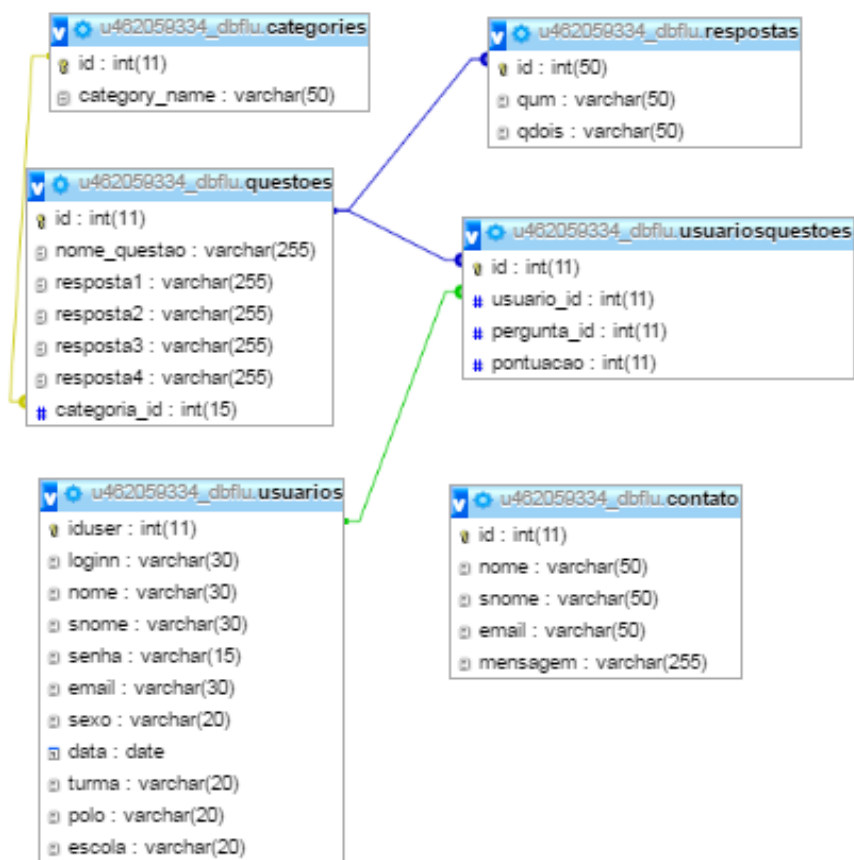 v u462059334_dbflu.categories
id : int(11)
category_name : varchar(50)
v u462059334_dbflu.respostas
id : int(50)
qum : varchar(50)
qdois : varchar(50)
v u462059334_dbflu.questoes
id : int(11)
nome_questao : varchar(255)
resposta1 : varchar(255)
resposta2 : varchar(255)
resposta3 : varchar(255)
resposta4 : varchar(255)
# categoria_id : int(15)
v u462059334_dbflu.usuariosquestoes
id : int(11)
# usuario_id : int(11)
# pergunta_id : int(11)
# pontuacao : int(11)
v u462059334_dbflu.usuarios
iduser : int(11)
loginn : varchar(30)
nome : varchar(30)
snome : varchar(30)
senha : varchar(15)
email : varchar(30)
sexo : varchar(20)
data : date
turma : varchar(20)
polo : varchar(20)
escola : varchar(20)
v u462059334_dbflu.contato
id : int(11)
nome : varchar(50)
snome : varchar(50)
email : varchar(50)
mensagem : varchar(255)